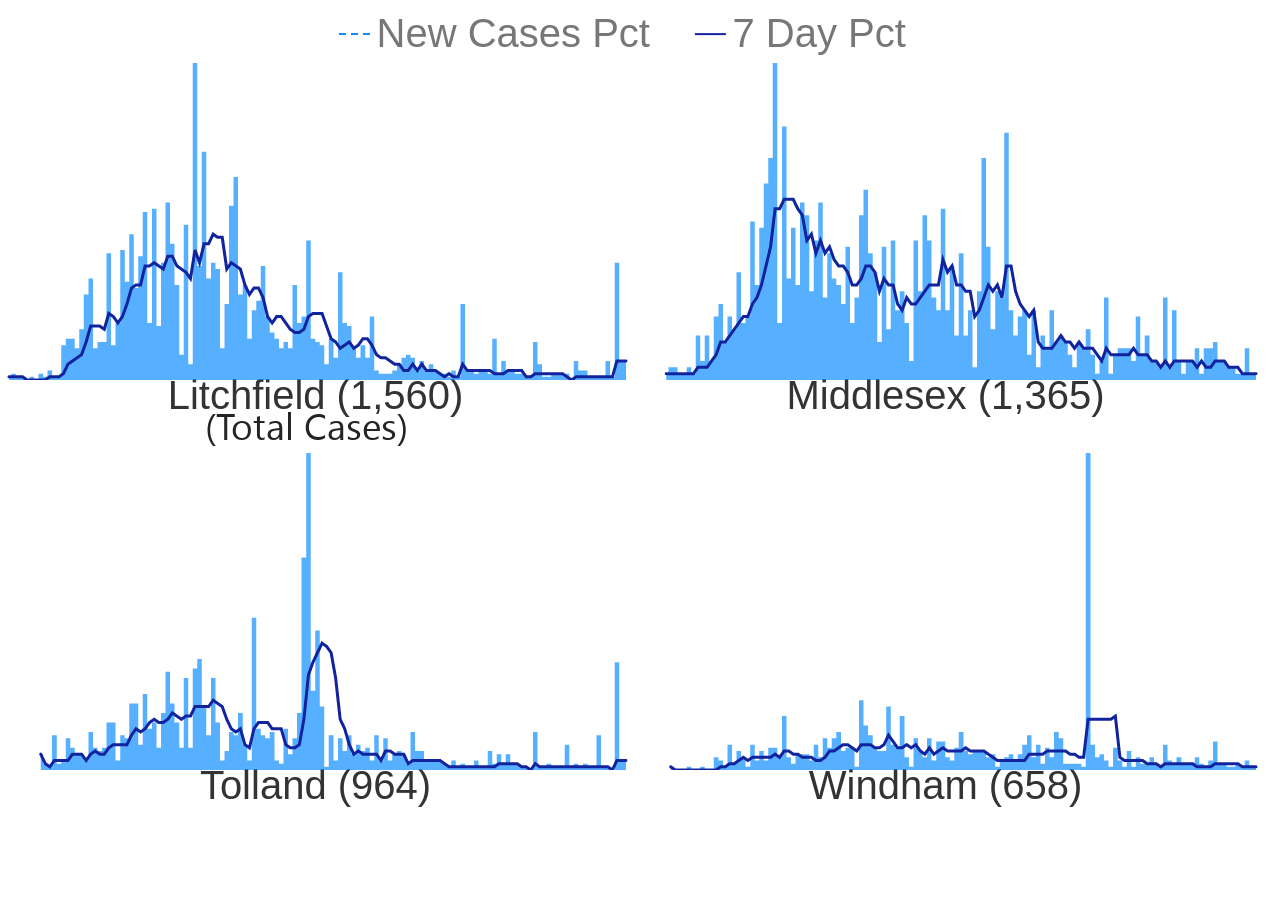 New Cases Pct 7 Day Pct
Litchfield (1,560)
(Total Cases)
Middlesex (1,365)
Tolland (964)
Windham (658)